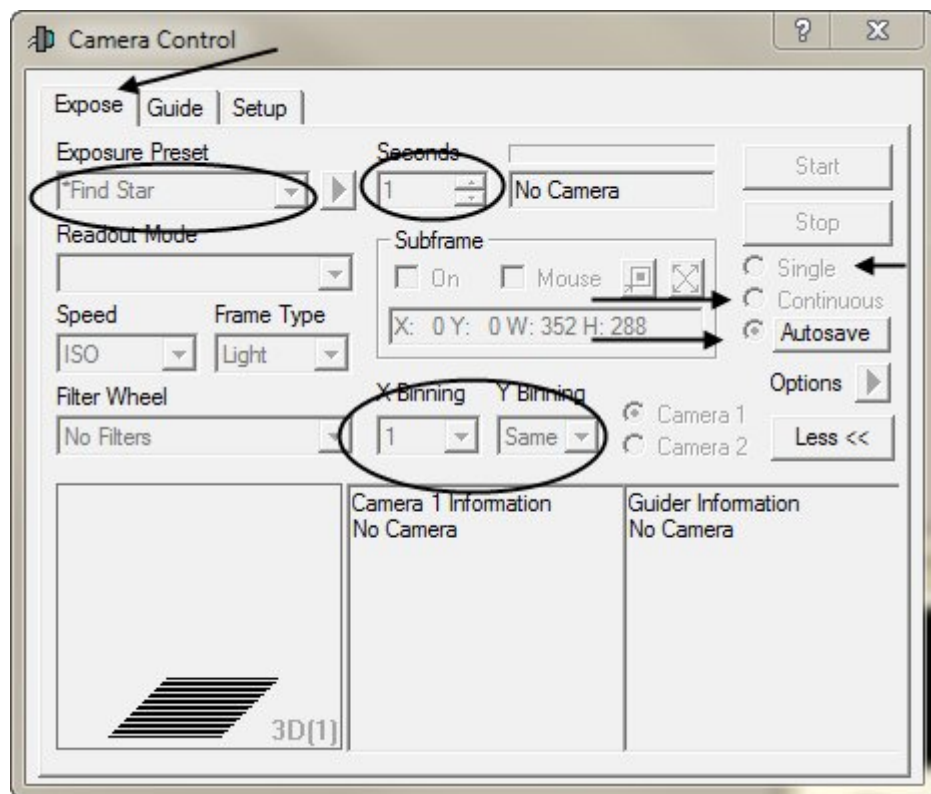 Camera Control
Expose Guide Setup
Exposure Preset
Seconds
*Find Star
1
No Camera
Start
Stop
Readout Mode
Subframe
On Mouse
X: 0 Y: 0 W: 352 H: 288
Single
Continuous
Autosave
Speed Frame Type
ISO Light
Options
Filter Wheel
X Binning Y Binning
No Filters
1 Same
Camera 1
Camera 2
Less <<
Camera 1 Information
No Camera
Guider Information
No Camera
3D(1)